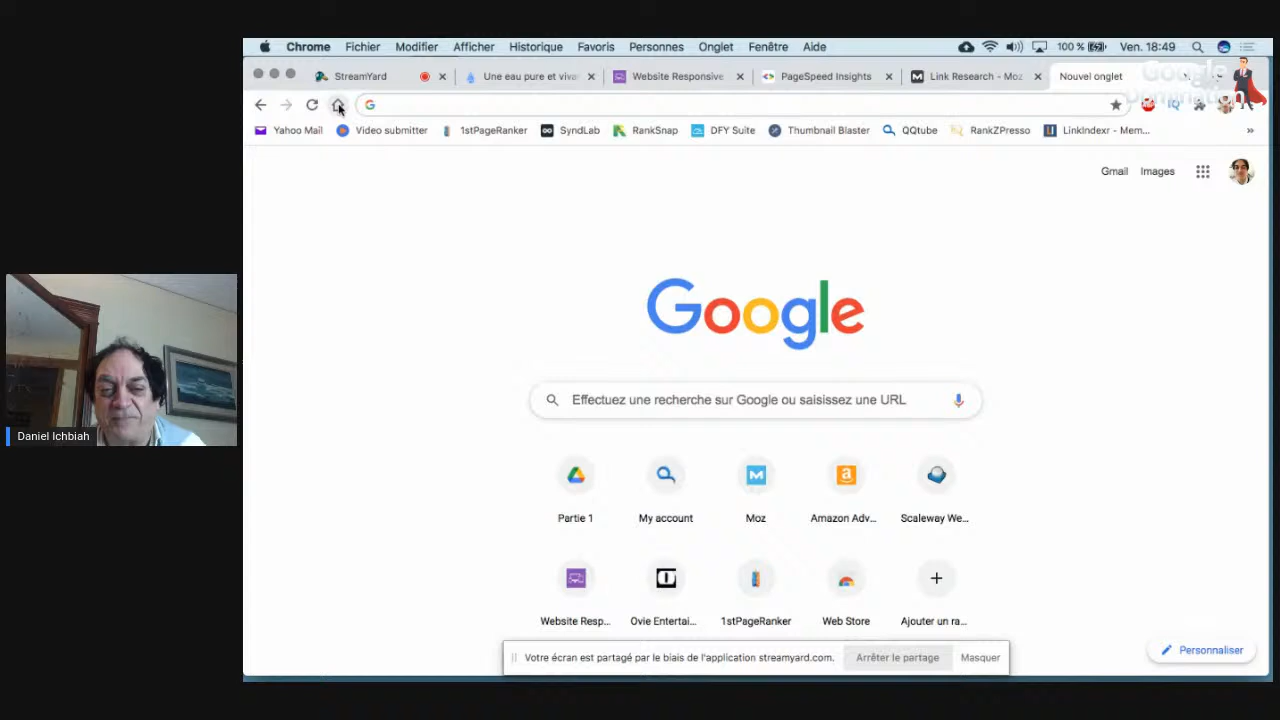 Chrome Fichier Modifier Afficher Historique Favoris Personnes Onglet Fenêtre Aide 100 % Ven. 18:49
StreamYard Une eau pure et viva Website Responsive PageSpeed Insights Link Research - Moz Nouvel onglet
Google
Domination
Yahoo Mail Video submitter 1stPageRanker SyndLab RankSnap DFY Suite Thumbnail Blaster QQtube RankZPresso LinkIndexr - Mem... »
Gmail Images
Google
Effectuez une recherche sur Google ou saisissez une URL
Partie 1 My account Moz Amazon Adv... Scaleway We...
Website Resp... Ovie Entertai... 1stPageRanker Web Store Ajouter un ra...
Votre écran est partagé par le biais de l'application streamyard.com. Arrêter le partage Masquer
Personnaliser
Daniel Ichbiah